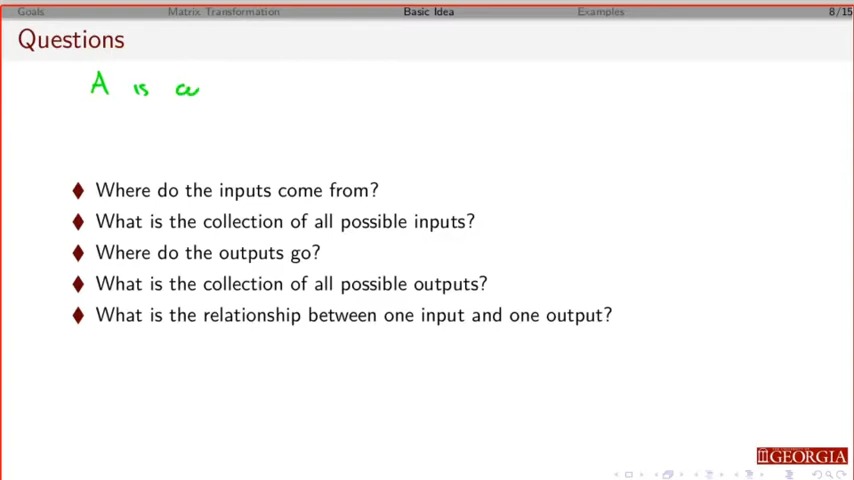 Goals Matrix Transformation Basic Idea Examples 8/15
Questions
A is a
Where do the inputs come from?
What is the collection of all possible inputs?
Where do the outputs go?
What is the collection of all possible outputs?
What is the relationship between one input and one output?
GEORGIA